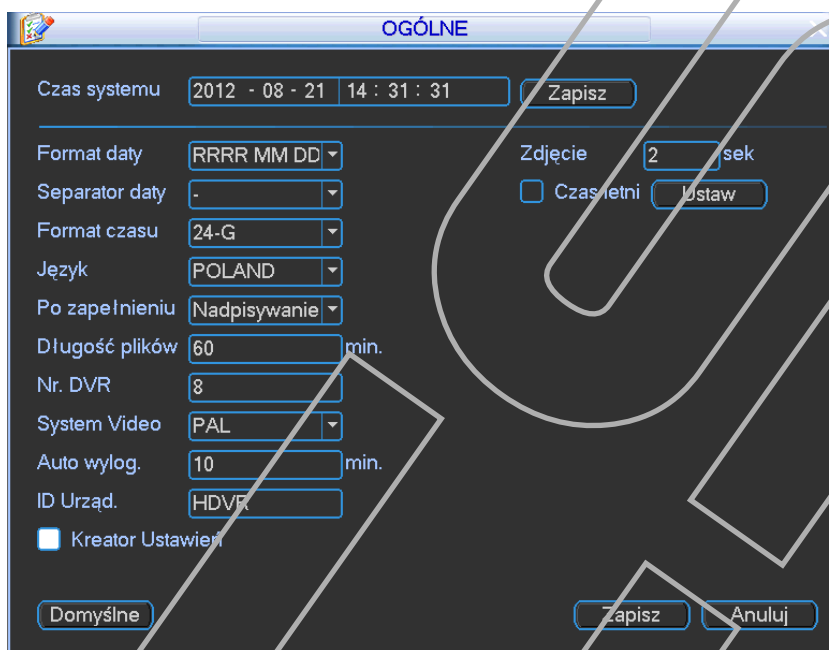 OGÓLNE
Czas systemu 2012 - 08 - 21 14 : 31 : 31 Zapisz
Format daty RRRR MM DD Zdjęcie 2 sek
Separator daty - Czas letni Ustaw
Format czasu 24-G
Język POLAND
Po zapełnieniu Nadpisywanie
Długość plików 60 min.
Nr. DVR 8
System Video PAL
Auto wylog. 10 min.
ID Urząd. HDVR
Kreator Ustawień
Domyślne Zapisz Anuluj